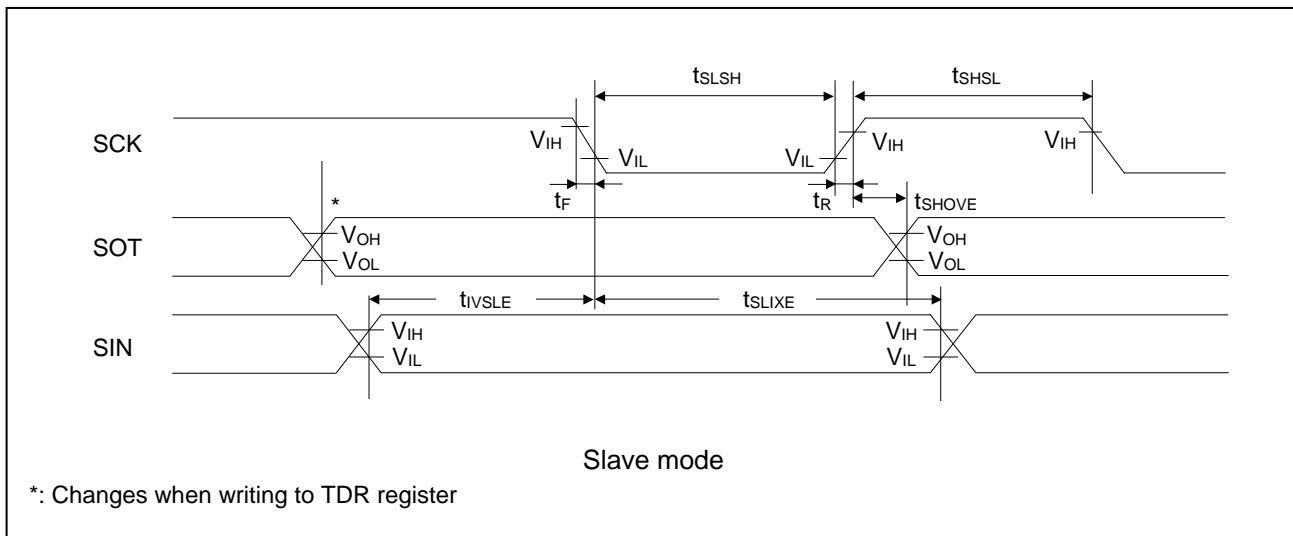 tSLSH
tSHSL
SCK
VIH
VIL
VIL
VIH
VIH
tF
tR
tSHOVE
*
SOT
VOH
VOL
VOH
VOL
tIVSLE
tSLIXE
SIN
VIH
VIL
VIH
VIL
Slave mode
*: Changes when writing to TDR register